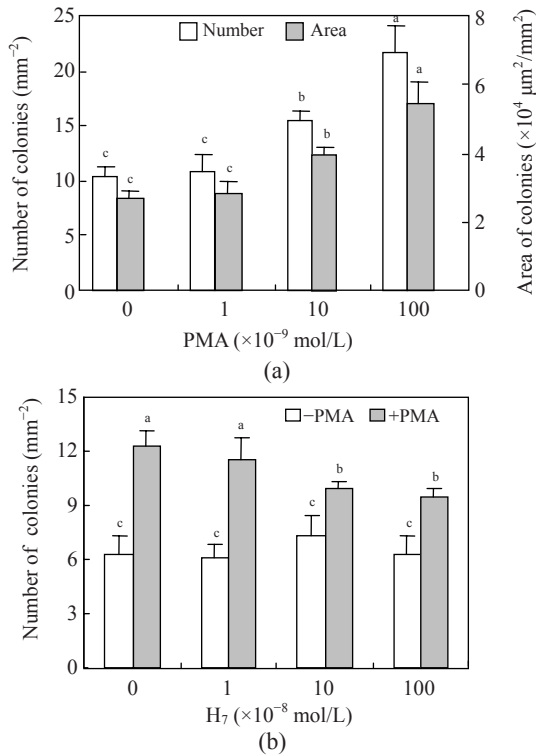 25 8
Number Area a
20
a 6
b
15
c c b 4
10
c c
5 2
0 0
0 1 10 100
Number of colonies (mm−2)
Area of colonies (×10⁴ μm²/mm²)
PMA (×10⁻⁹ mol/L)
(a)
15
−PMA +PMA
a a
12
b b
9
c c c c
6
3
0
0 1 10 100
Number of colonies (mm⁻²)
H₇ (×10⁻⁸ mol/L)
(b)